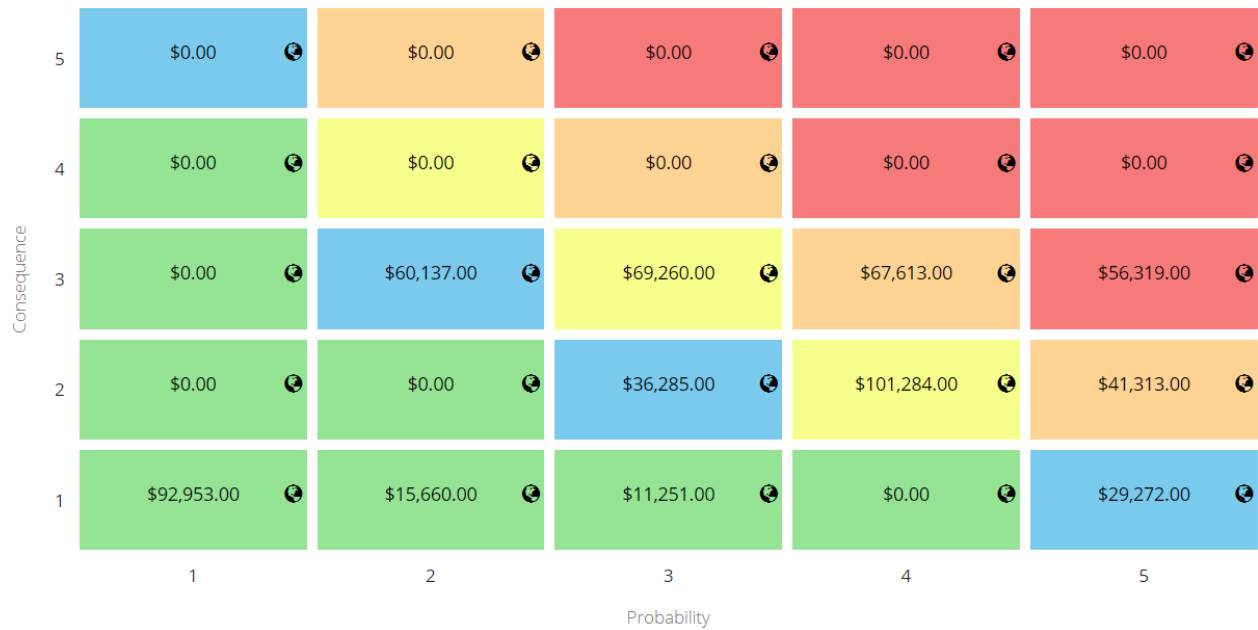 5 $0.00 $0.00 $0.00 $0.00 $0.00
4 $0.00 $0.00 $0.00 $0.00 $0.00
Consequence
3 $0.00 $60,137.00 $69,260.00 $67,613.00 $56,319.00
2 $0.00 $0.00 $36,285.00 $101,284.00 $41,313.00
1 $92,953.00 $15,660.00 $11,251.00 $0.00 $29,272.00
1 2 3 4 5
Probability